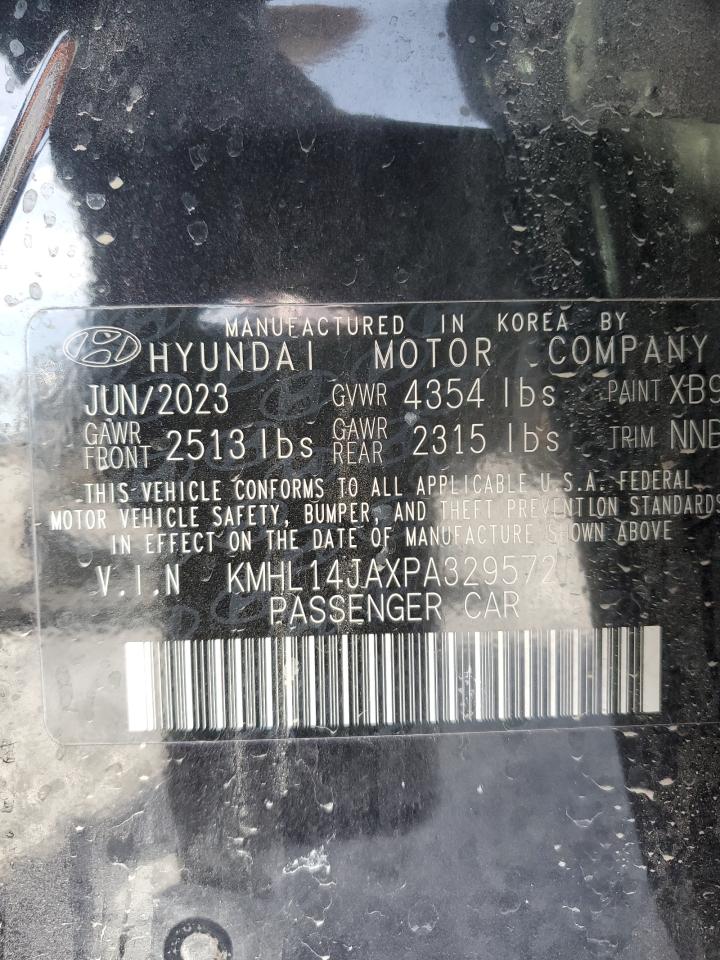 MANUFACTURED IN KOREA BY
HYUNDAI MOTOR COMPANY
JUN/2023 GVWR 4354 lbs PAINT XB9
GAWR FRONT 2513 lbs GAWR REAR 2315 lbs TRIM NNB
THIS VEHICLE CONFORMS TO ALL APPLICABLE U.S.A. FEDERAL
MOTOR VEHICLE SAFETY, BUMPER, AND THEFT PREVENTION STANDARDS
IN EFFECT ON THE DATE OF MANUFACTURE SHOWN ABOVE
V.I.N KMHL14JAXPA329572
PASSENGER CAR